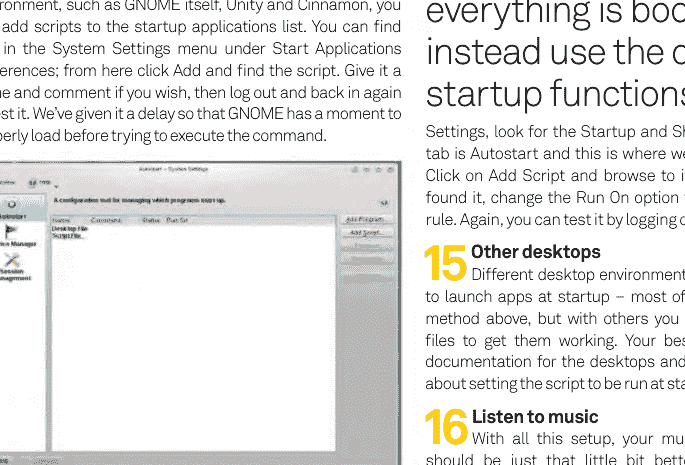 ronment, such as GNOME itself, Unity and Cinnamon, you
add scripts to the startup applications list. You can find
in the System Settings menu under Start Applications
erences; from here click Add and find the script. Give it a
e and comment if you wish, then log out and back in again
est it. We've given it a delay so that GNOME has a moment to
perly load before trying to execute the command.
Autostart – System Settings
A configuration tool for managing which programs start up.
Name Command Status Run On
Desktop File
Script File
Add Program...
Add Script...
Autostart
ice Manager
Session
nagement
everything is boo
instead use the d
startup functions
Settings, look for the Startup and Sh
tab is Autostart and this is where we
Click on Add Script and browse to i
found it, change the Run On option
rule. Again, you can test it by logging o
15 Other desktops
Different desktop environment
to launch apps at startup – most of
method above, but with others you
files to get them working. Your bes
documentation for the desktops and
about setting the script to be run at sta
16 Listen to music
With all this setup, your mu
should be just that little bit bette